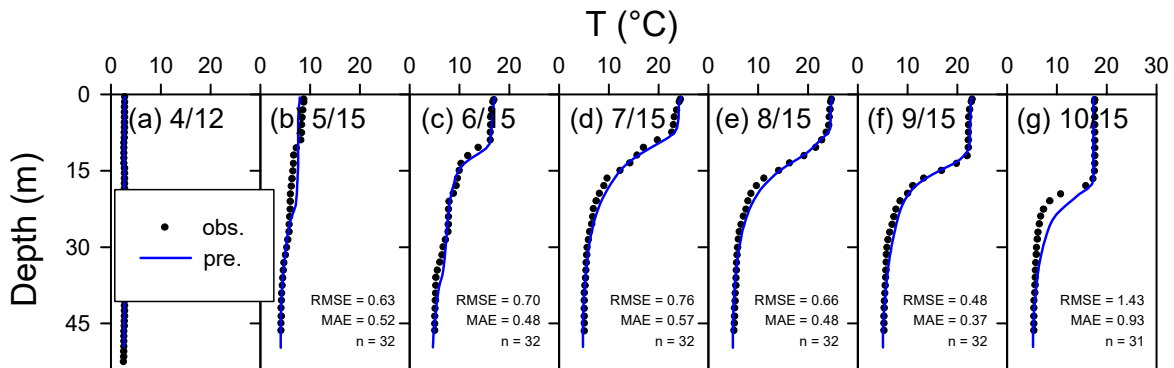 T (°C)
0 10 20 0 10 20 0 10 20 0 10 20 0 10 20 0 10 20 0 10 20 30
0
15
30
45
Depth (m)
(a) 4/12
(b) 5/15
(c) 6/15
(d) 7/15
(e) 8/15
(f) 9/15
(g) 10/15
obs.
pre.
RMSE = 0.63
MAE = 0.52
n = 32
RMSE = 0.70
MAE = 0.48
n = 32
RMSE = 0.76
MAE = 0.57
n = 32
RMSE = 0.66
MAE = 0.48
n = 32
RMSE = 0.48
MAE = 0.37
n = 32
RMSE = 1.43
MAE = 0.93
n = 31